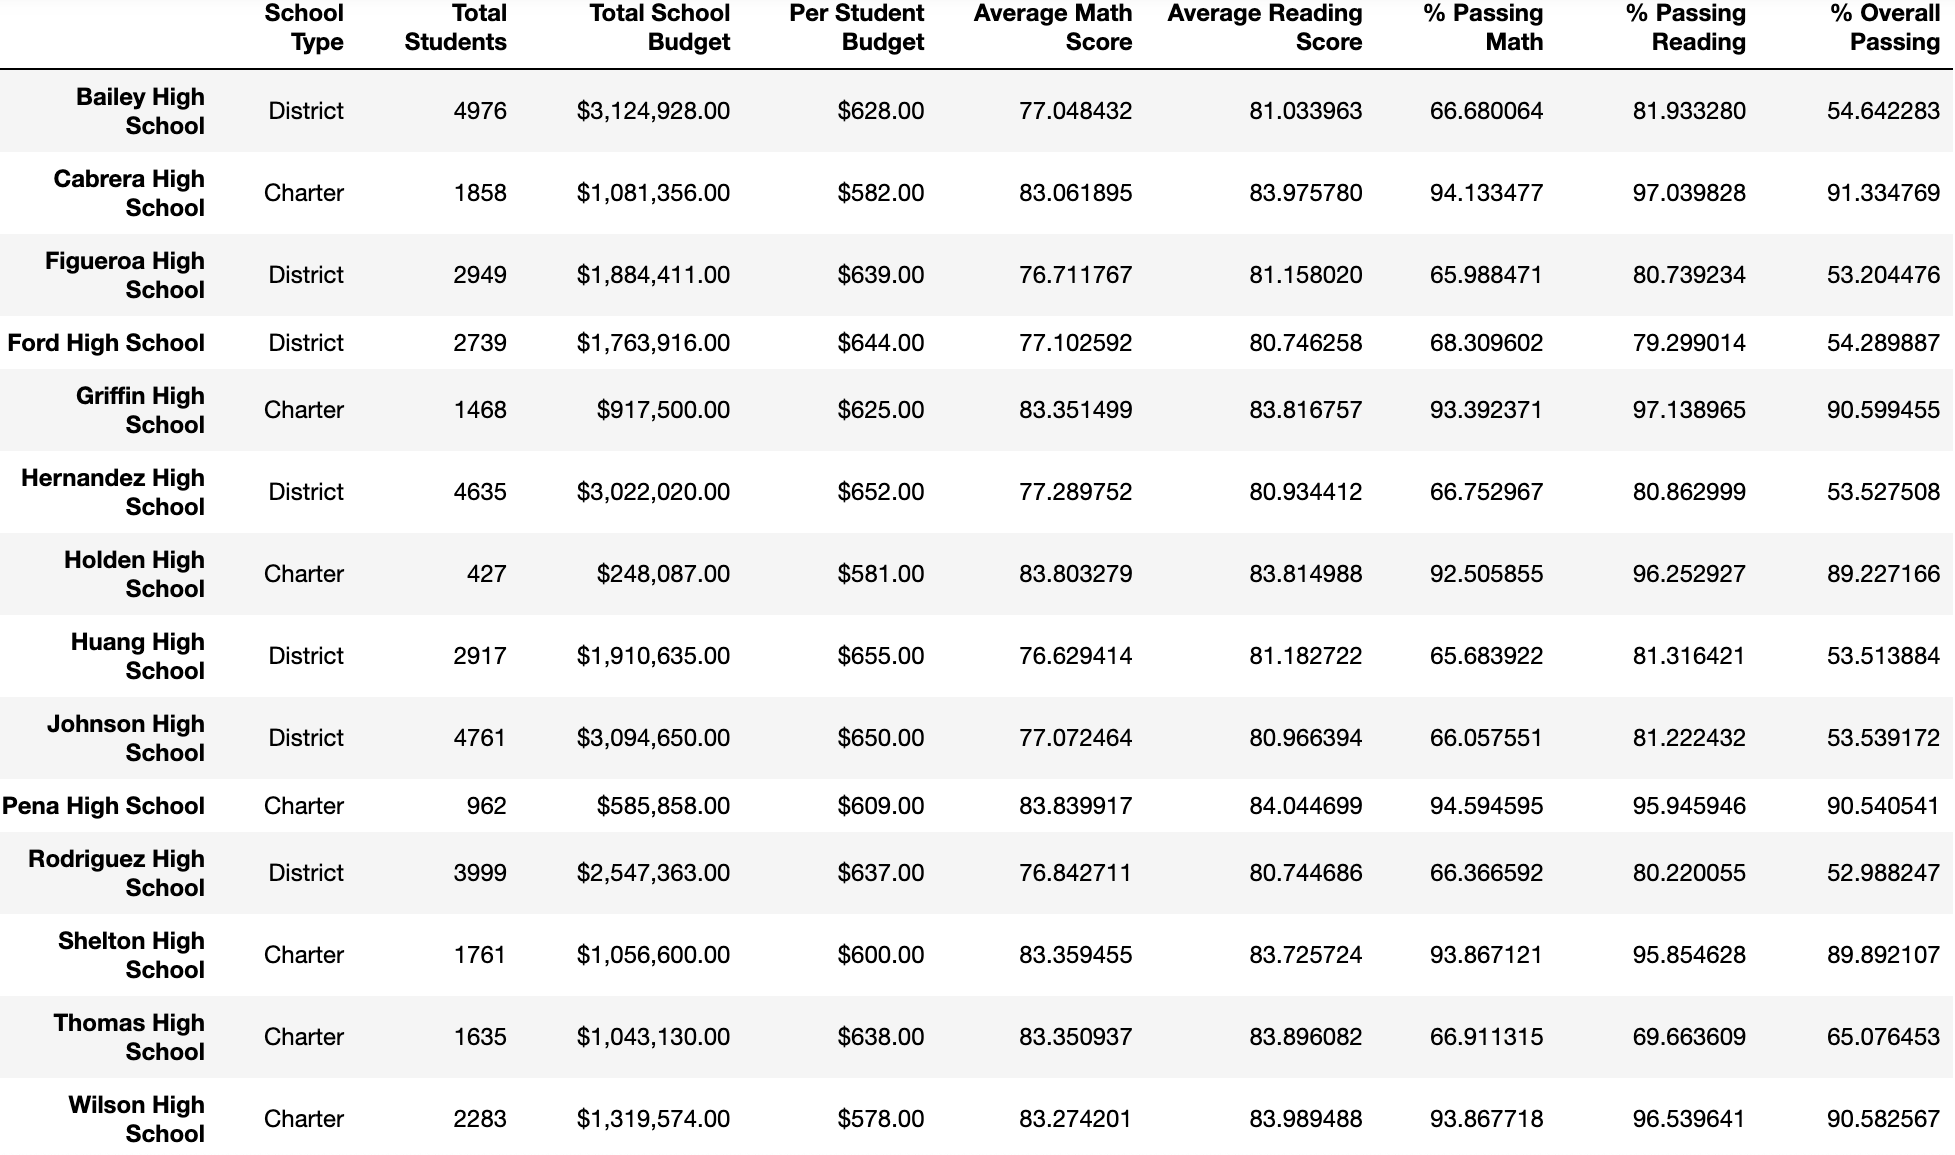 School Type Total Students Total School Budget Per Student Budget Average Math Score Average Reading Score % Passing Math % Passing Reading % Overall Passing
Bailey High School District 4976 $3,124,928.00 $628.00 77.048432 81.033963 66.680064 81.933280 54.642283
Cabrera High School Charter 1858 $1,081,356.00 $582.00 83.061895 83.975780 94.133477 97.039828 91.334769
Figueroa High School District 2949 $1,884,411.00 $639.00 76.711767 81.158020 65.988471 80.739234 53.204476
Ford High School District 2739 $1,763,916.00 $644.00 77.102592 80.746258 68.309602 79.299014 54.289887
Griffin High School Charter 1468 $917,500.00 $625.00 83.351499 83.816757 93.392371 97.138965 90.599455
Hernandez High School District 4635 $3,022,020.00 $652.00 77.289752 80.934412 66.752967 80.862999 53.527508
Holden High School Charter 427 $248,087.00 $581.00 83.803279 83.814988 92.505855 96.252927 89.227166
Huang High School District 2917 $1,910,635.00 $655.00 76.629414 81.182722 65.683922 81.316421 53.513884
Johnson High School District 4761 $3,094,650.00 $650.00 77.072464 80.966394 66.057551 81.222432 53.539172
Pena High School Charter 962 $585,858.00 $609.00 83.839917 84.044699 94.594595 95.945946 90.540541
Rodriguez High School District 3999 $2,547,363.00 $637.00 76.842711 80.744686 66.366592 80.220055 52.988247
Shelton High School Charter 1761 $1,056,600.00 $600.00 83.359455 83.725724 93.867121 95.854628 89.892107
Thomas High School Charter 1635 $1,043,130.00 $638.00 83.350937 83.896082 66.911315 69.663609 65.076453
Wilson High School Charter 2283 $1,319,574.00 $578.00 83.274201 83.989488 93.867718 96.539641 90.582567